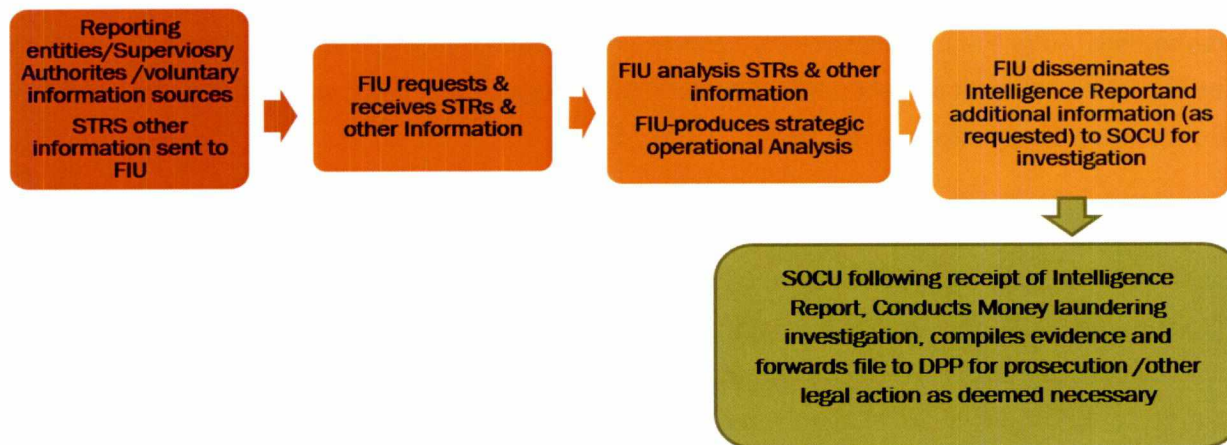 Reporting
entities/Superviosry
Authorites /voluntary
information sources
STRS other
information sent to
FIU
FIU requests &
receives STRs &
other Information
FIU analysis STRs & other
information
FIU-produces strategic
operational Analysis
FIU disseminates
Intelligence Reportand
additional information (as
requested) to SOCU for
investigation
SOCU following receipt of Intelligence
Report, Conducts Money laundering
investigation, compiles evidence and
forwards file to DPP for prosecution /other
legal action as deemed necessary